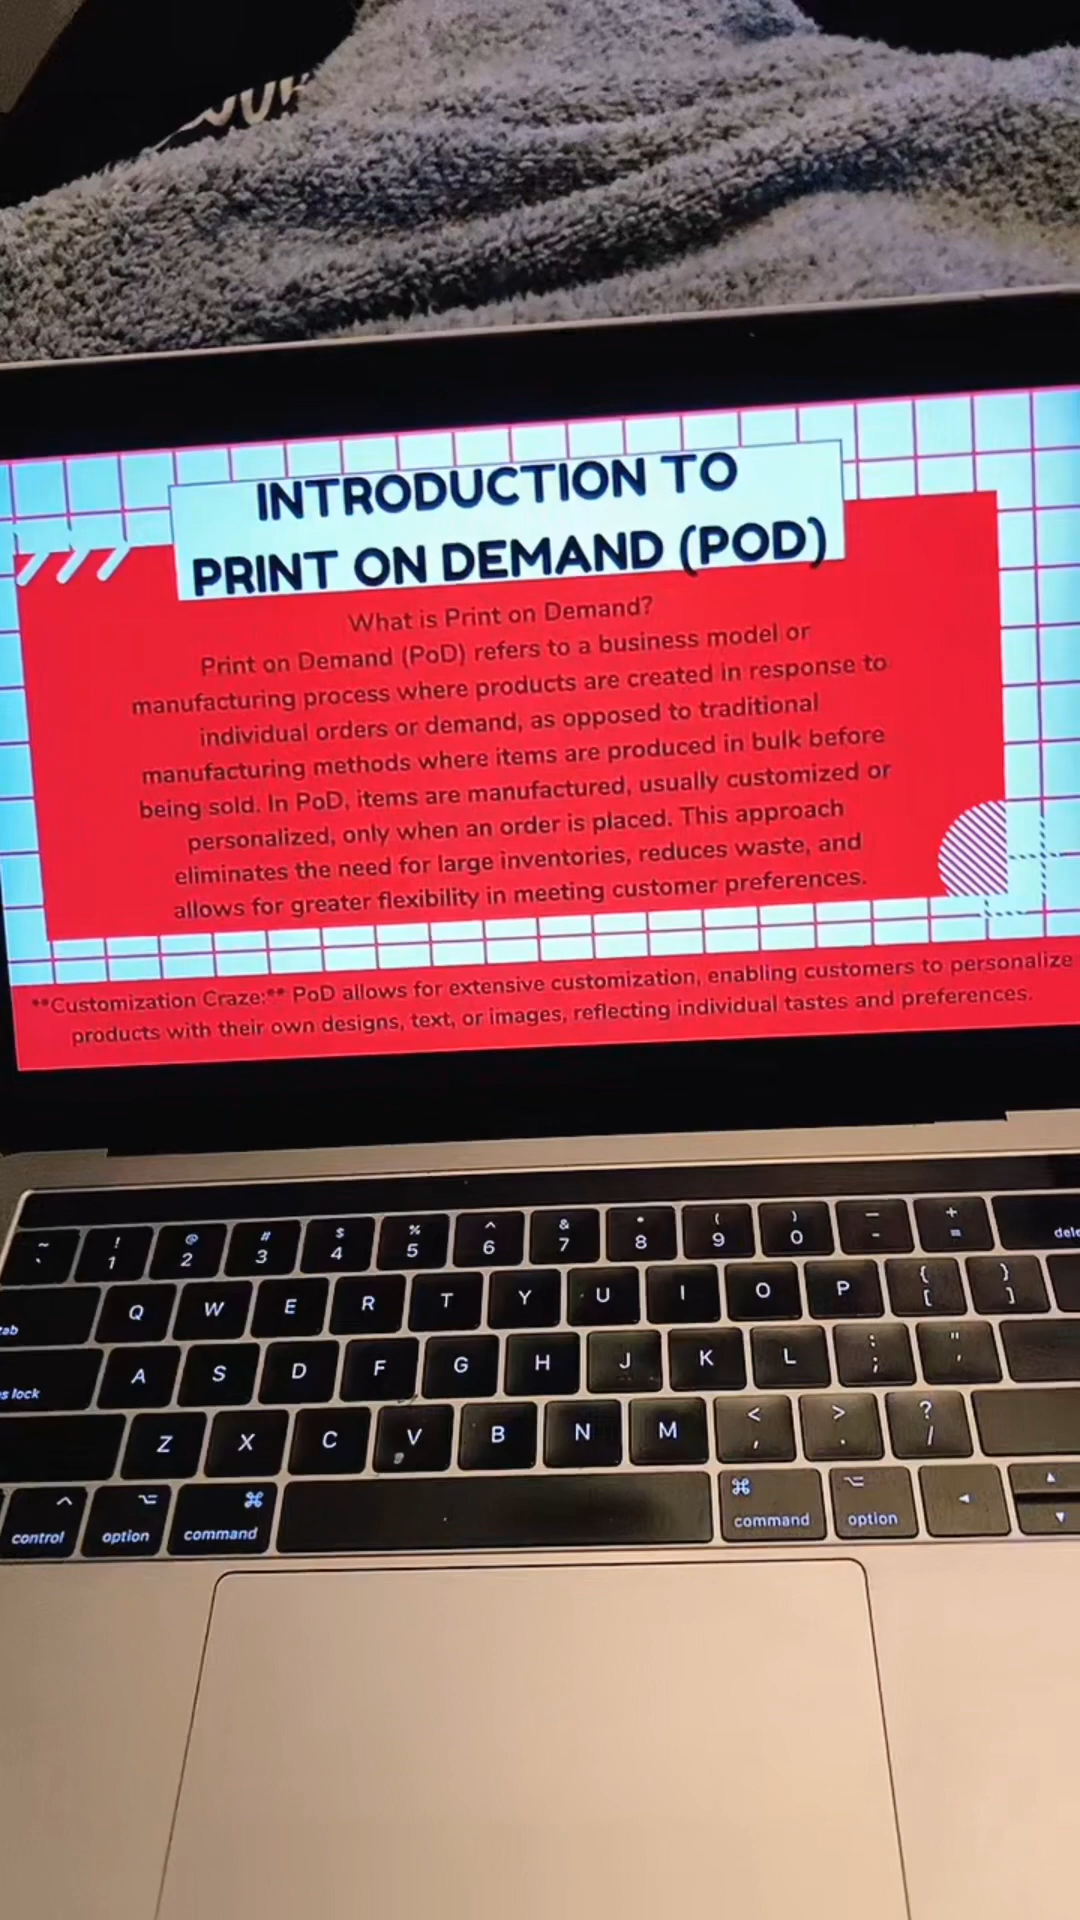 INTRODUCTION TO
PRINT ON DEMAND (POD)
What is Print on Demand?
Print on Demand (PoD) refers to a business model or
manufacturing process where products are created in response to
individual orders or demand, as opposed to traditional
manufacturing methods where items are produced in bulk before
being sold. In PoD, items are manufactured, usually customized or
personalized, only when an order is placed. This approach
eliminates the need for large inventories, reduces waste, and
allows for greater flexibility in meeting customer preferences.
**Customization Craze:** PoD allows for extensive customization, enabling customers to personalize
products with their own designs, text, or images, reflecting individual tastes and preferences.
~ ! @ # $ % ^ & * ( ) _ +
` 1 2 3 4 5 6 7 8 9 0 - = dele
tab Q W E R T Y U I O P { [ } ]
s lock A S D F G H J K L : ; " '
Z X C V B N M < , > . ? /
control option command command option